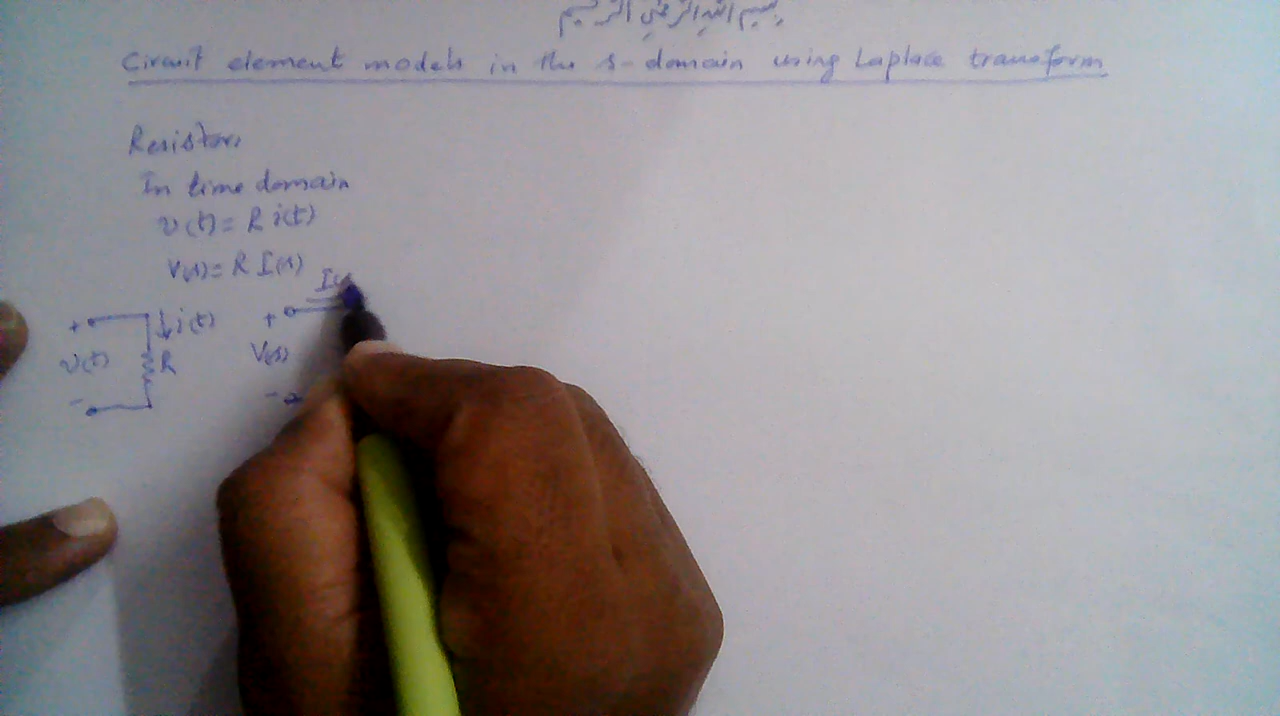 بسم الله الرحمن الرحيم
Circuit element models in the s-domain using Laplace transform
Resistors
In time domain
v(t) = R i(t)
V(s) = R I(s)
I(s
+ i(t) +
v(t) R V(s)
- -